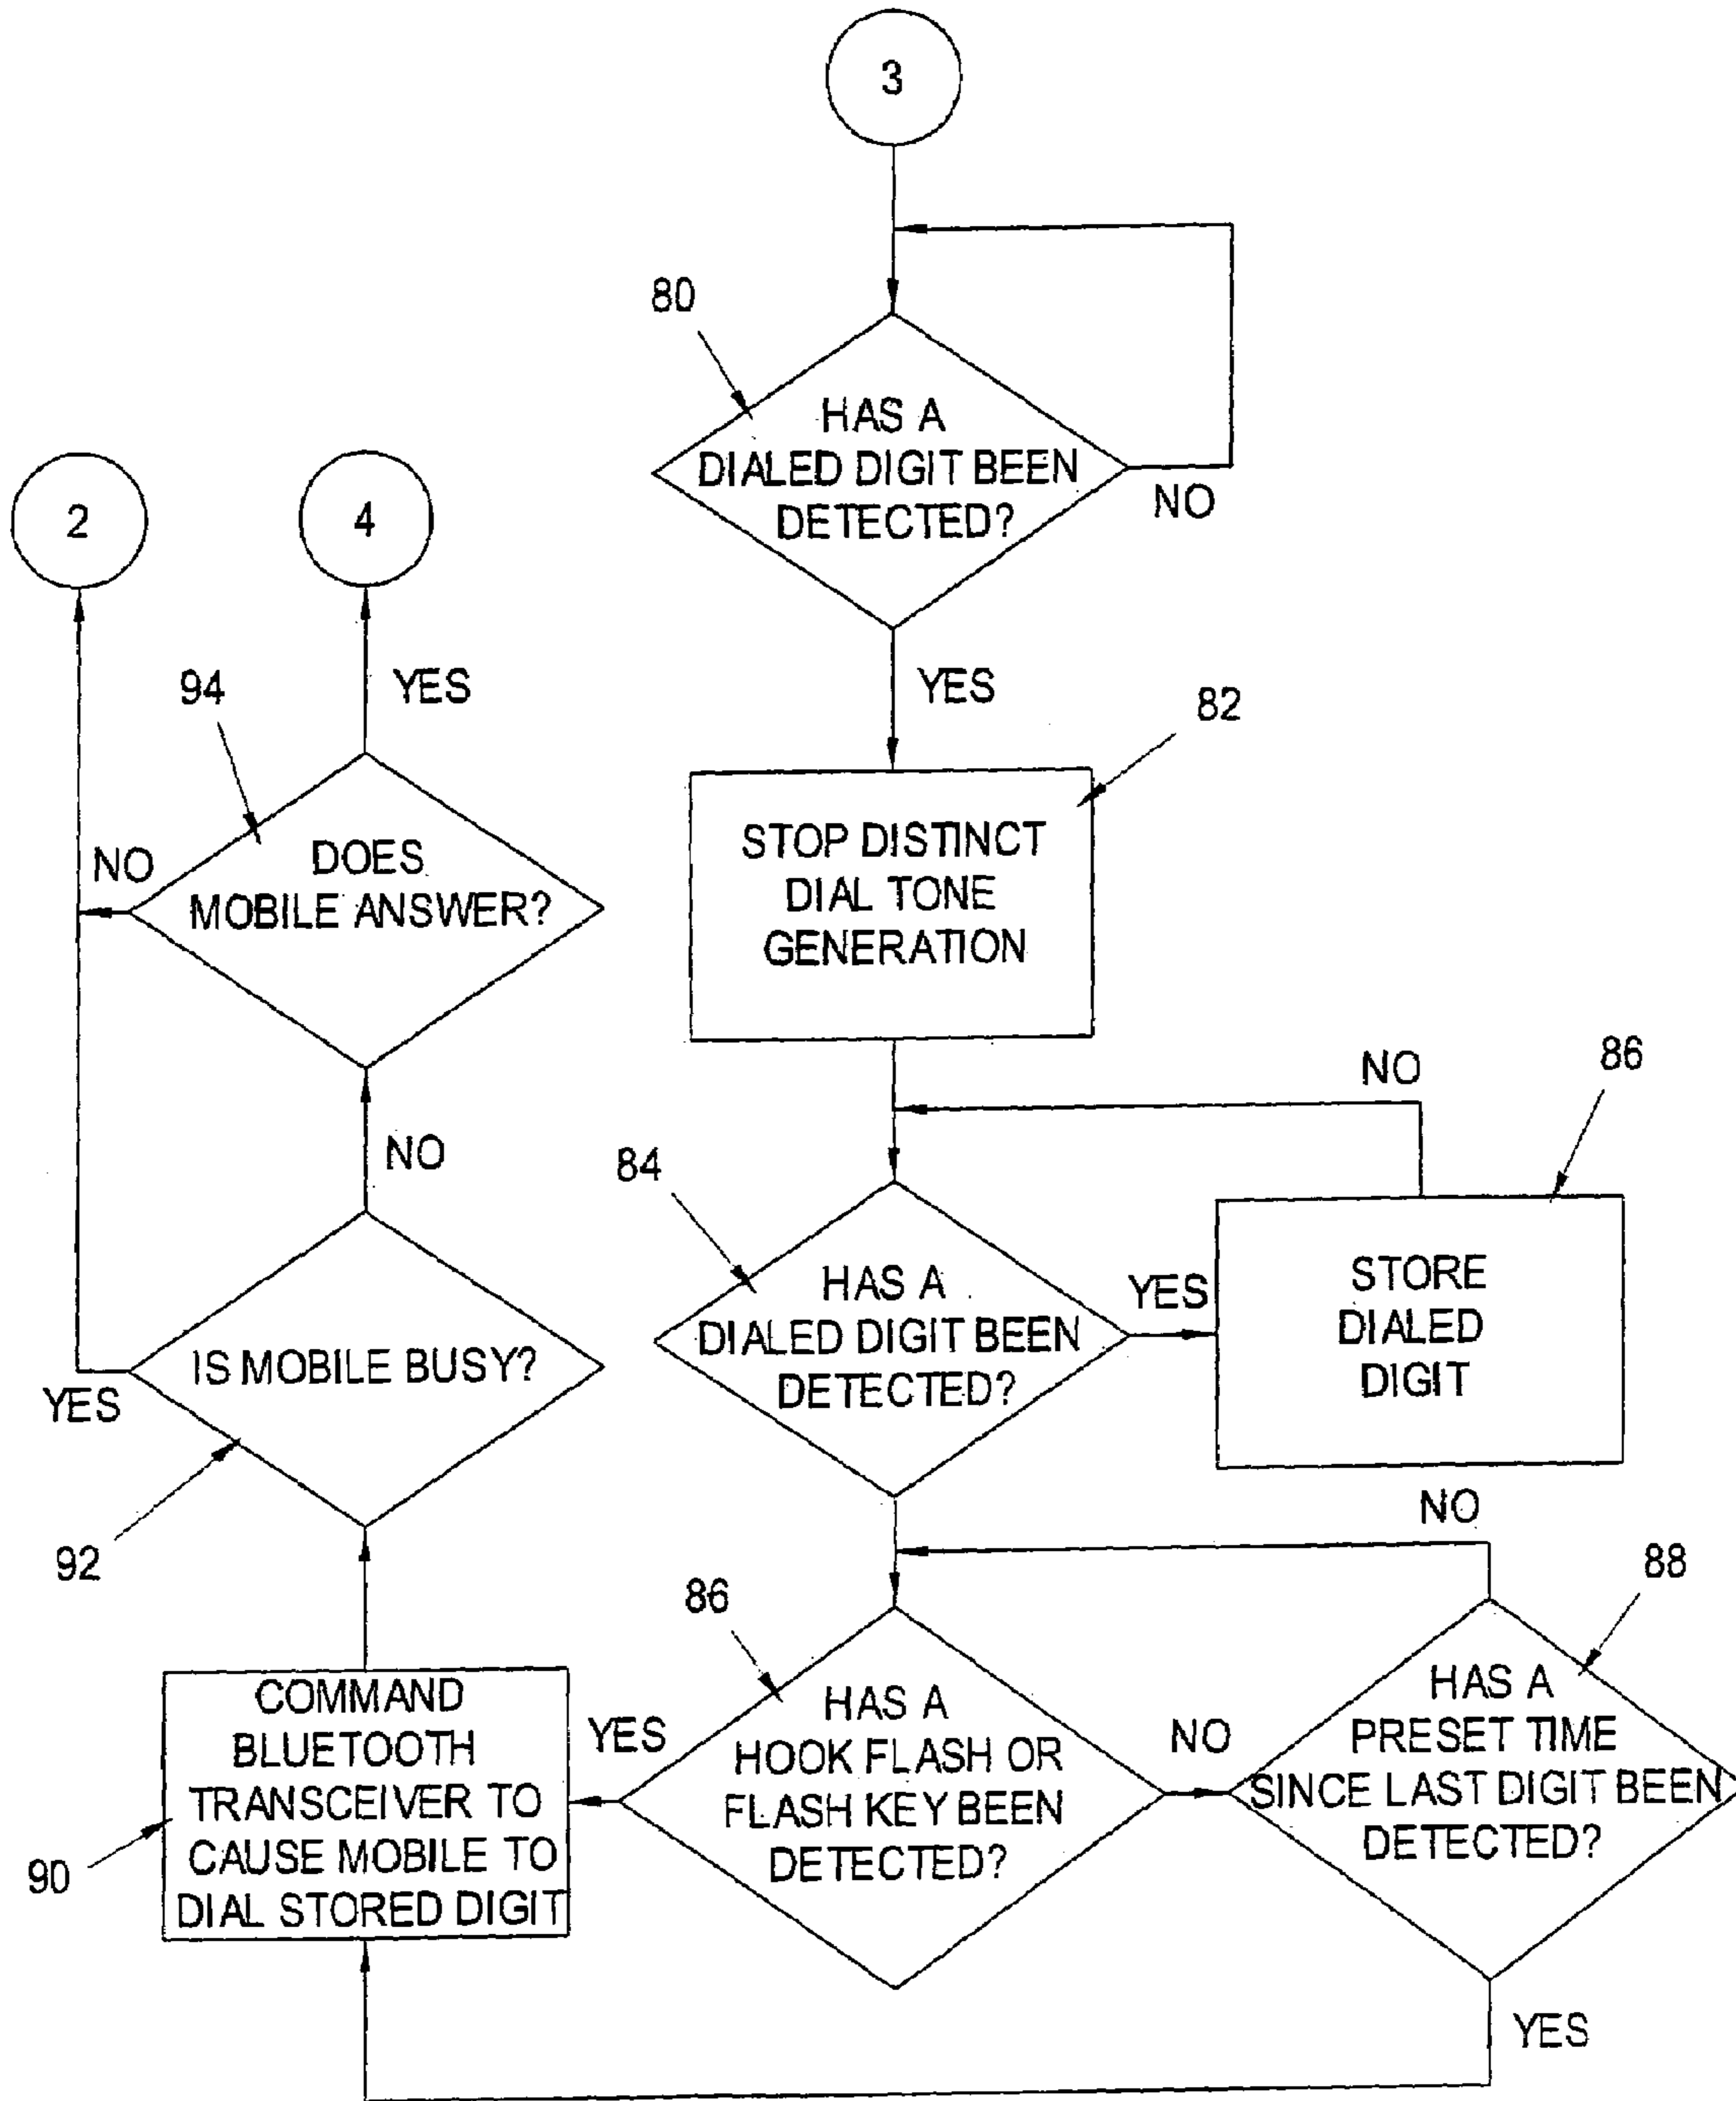 3
80
HAS A
DIALED DIGIT BEEN
DETECTED?
NO
YES
2
4
94
YES
82
STOP DISTINCT
DIAL TONE
GENERATION
NO
DOES
MOBILE ANSWER?
NO
86
NO
84
HAS A
DIALED DIGIT BEEN
DETECTED?
YES
STORE
DIALED
DIGIT
IS MOBILE BUSY?
YES
92
NO
86
88
COMMAND
BLUETOOTH
TRANSCEIVER TO
CAUSE MOBILE TO
DIAL STORED DIGIT
90
YES
HAS A
HOOK FLASH OR
FLASH KEY BEEN
DETECTED?
NO
HAS A
PRESET TIME
SINCE LAST DIGIT BEEN
DETECTED?
YES